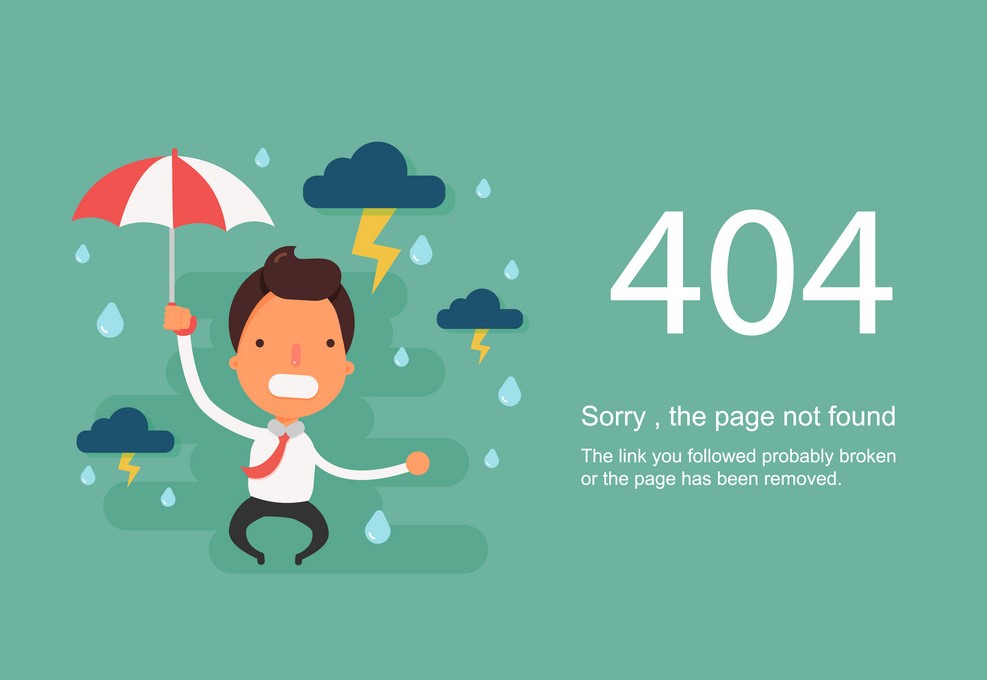 404
Sorry , the page not found
The link you followed probably broken
or the page has been removed.